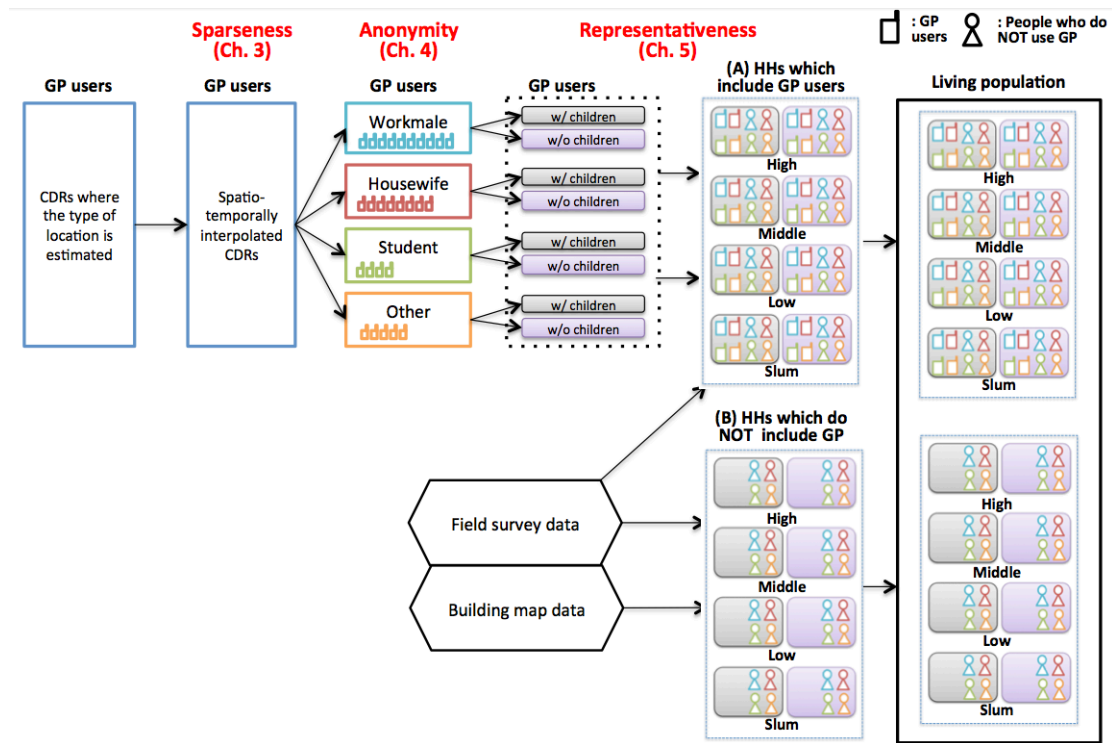 Sparseness
(Ch. 3)
Anonymity
(Ch. 4)
Representativeness
(Ch. 5)
: GP
users
: People who do
NOT use GP
GP users
CDRs where
the type of
location is
estimated
GP users
Spatio-
temporally
interpolated
CDRs
GP users
Workmale
Housewife
Student
Other
GP users
w/ children
w/o children
w/ children
w/o children
w/ children
w/o children
w/ children
w/o children
(A) HHs which
include GP users
High
Middle
Low
Slum
(B) HHs which do
NOT include GP
High
Middle
Low
Slum
Field survey data
Building map data
Living population
High
Middle
Low
Slum
High
Middle
Low
Slum